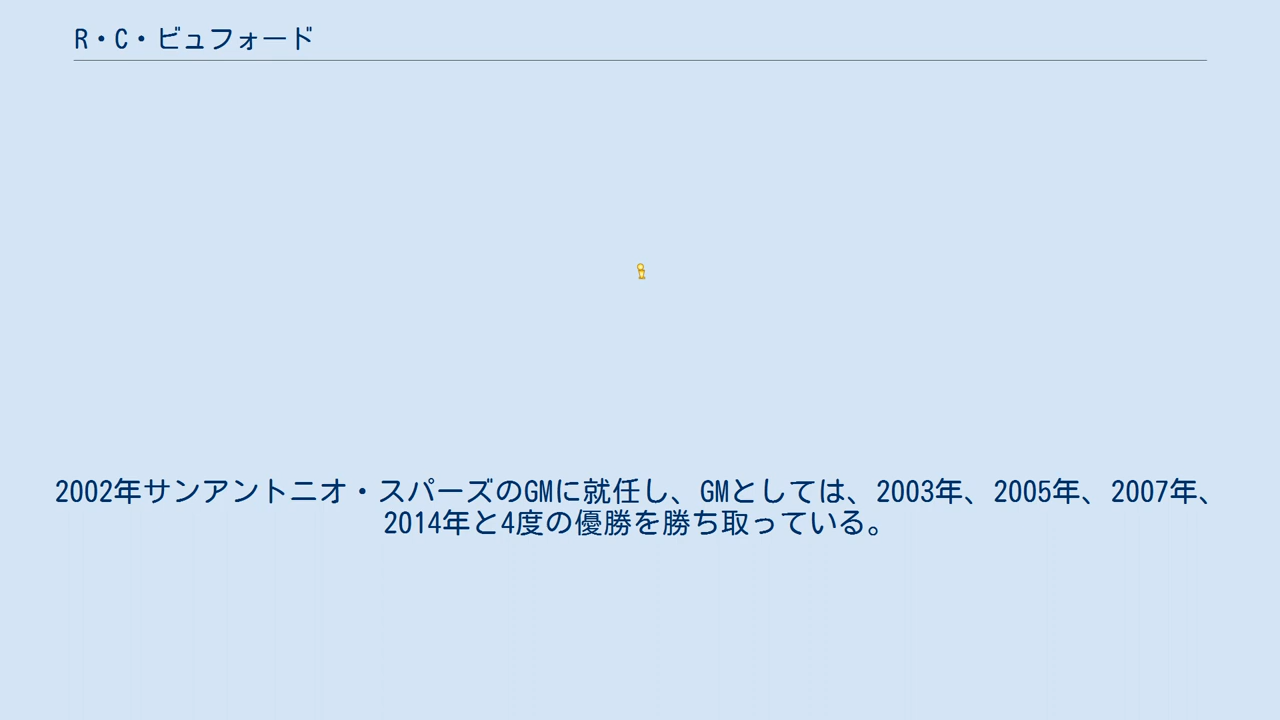 R・C・ビュフォード
2002年サンアントニオ・スパーズのGMに就任し、GMとしては、2003年、2005年、2007年、
2014年と4度の優勝を勝ち取っている。